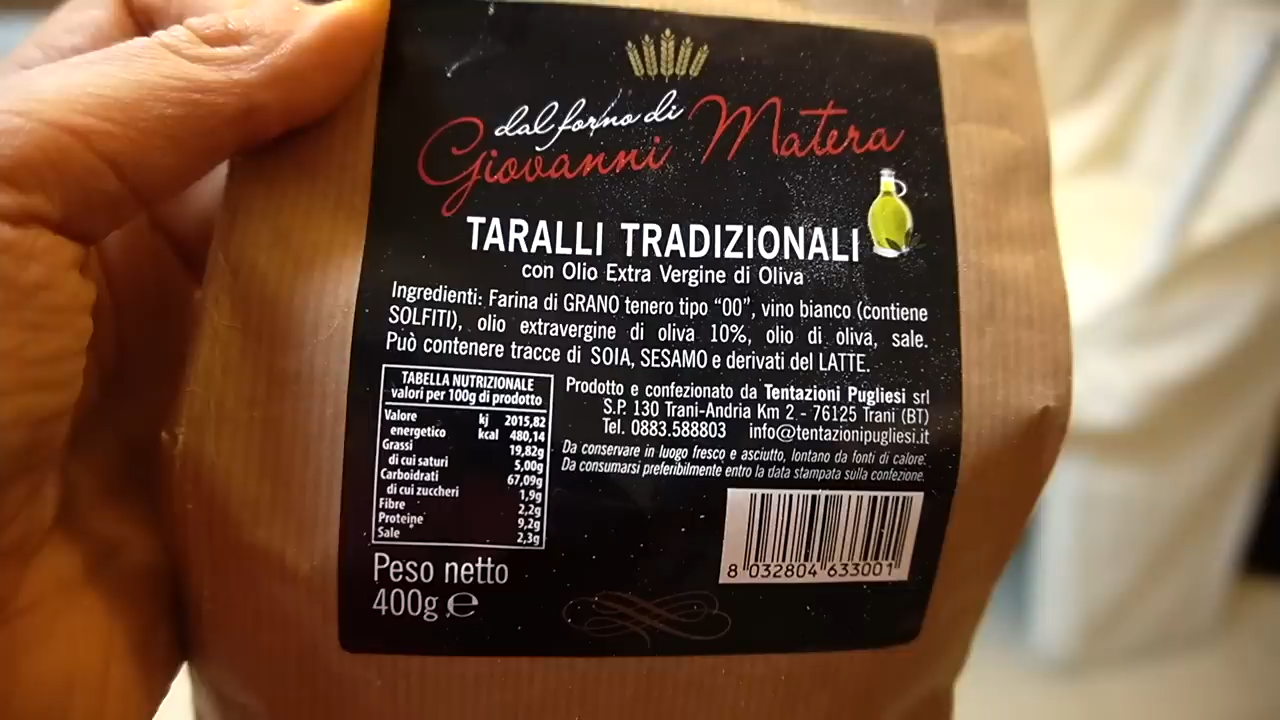 dal forno di
Giovanni Matera
TARALLI TRADIZIONALI
con Olio Extra Vergine di Oliva
Ingredienti: Farina di GRANO tenero tipo “00”, vino bianco (contiene
SOLFITI), olio extravergine di oliva 10%, olio di oliva, sale.
Può contenere tracce di SOIA, SESAMO e derivati del LATTE.
TABELLA NUTRIZIONALE
valori per 100g di prodotto
Valore kj 2015,82
energetico kcal 480,14
Grassi 19,82g
di cui saturi 5,00g
Carboidrati 67,09g
di cui zuccheri 1,9g
Fibre 2,2g
Proteine 9,2g
Sale 2,3g
Prodotto e confezionato da Tentazioni Pugliesi srl
S.P. 130 Trani-Andria Km 2 - 76125 Trani (BT)
Tel. 0883.588803 info@tentazionipugliesi.it
Da conservare in luogo fresco e asciutto, lontano da fonti di calore.
Da consumarsi preferibilmente entro la data stampata sulla confezione.
Peso netto
400g ℮
8 032804 633001